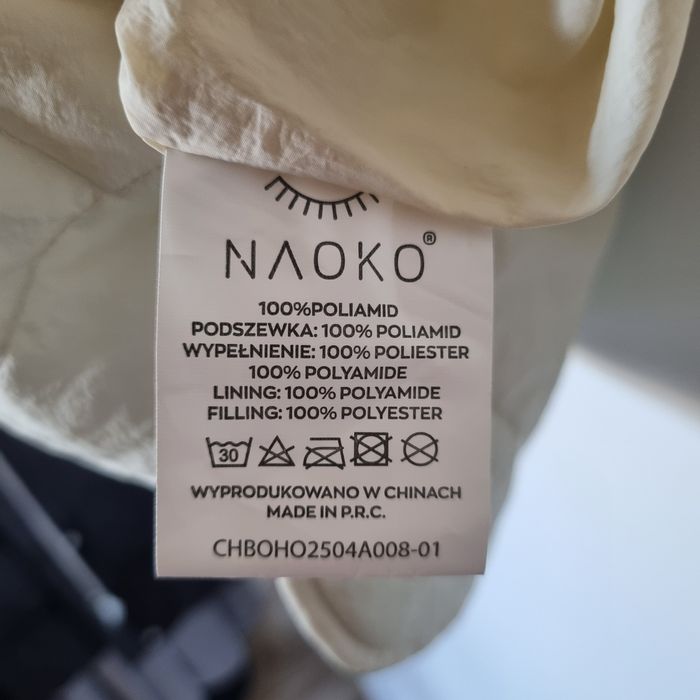 NAOKO®
100%POLIAMID
PODSZEWKA: 100% POLIAMID
WYPEŁNIENIE: 100% POLIESTER
100% POLYAMIDE
LINING: 100% POLYAMIDE
FILLING: 100% POLYESTER
30
WYPRODUKOWANO W CHINACH
MADE IN P.R.C.
CHBOHO2504A008-01